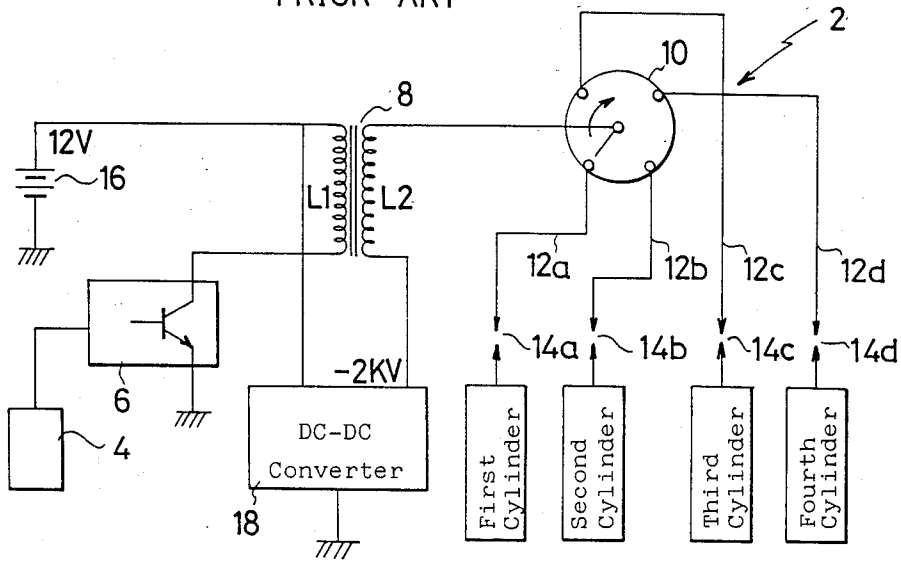 PRIOR ART
2
10
8
12V
16
L1
L2
12a
12b
12c
12d
14a
14b
14c
14d
6
-2KV
4
DC-DC
Converter
18
First
Cylinder
Second
Cylinder
Third
Cylinder
Fourth
Cylinder